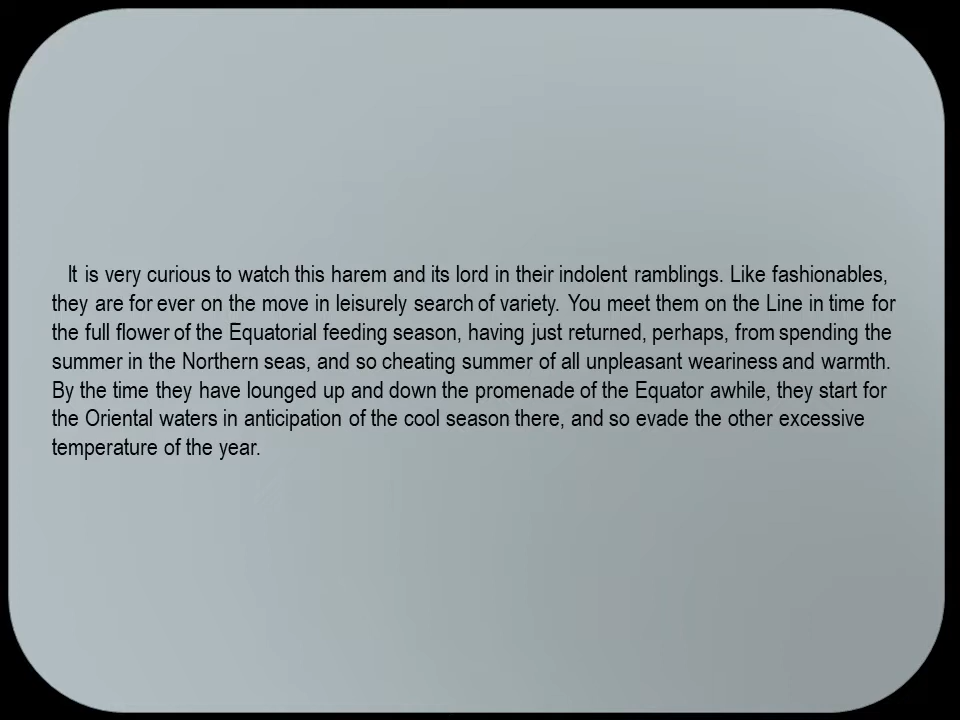 It is very curious to watch this harem and its lord in their indolent ramblings. Like fashionables,
they are for ever on the move in leisurely search of variety. You meet them on the Line in time for
the full flower of the Equatorial feeding season, having just returned, perhaps, from spending the
summer in the Northern seas, and so cheating summer of all unpleasant weariness and warmth.
By the time they have lounged up and down the promenade of the Equator awhile, they start for
the Oriental waters in anticipation of the cool season there, and so evade the other excessive
temperature of the year.